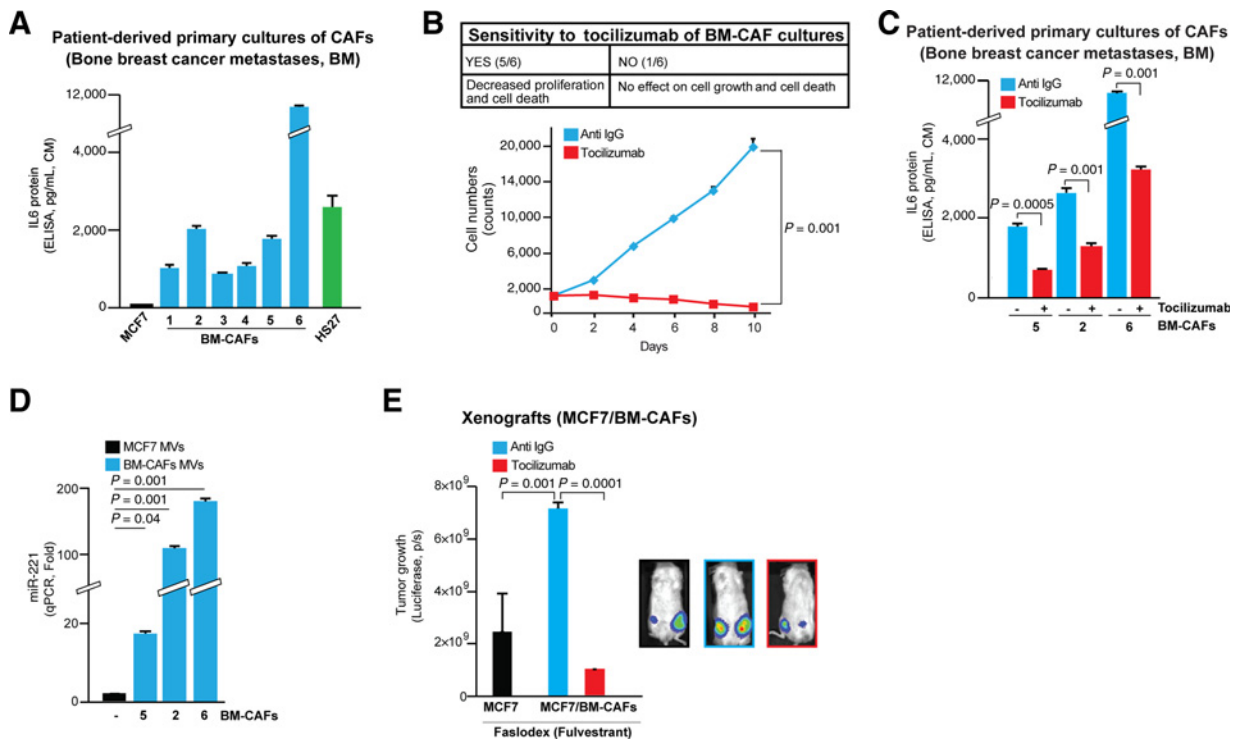 A
Patient-derived primary cultures of CAFs
(Bone breast cancer metastases, BM)
IL6 protein
(ELISA, pg/mL, CM)
12,000
4,000
2,000
0
MCF7
1 2 3 4 5 6
BM-CAFs
HS27
B
Sensitivity to tocilizumab of BM-CAF cultures
YES (5/6) NO (1/6)
Decreased proliferation
and cell death
No effect on cell growth and cell death
Anti IgG
Tocilizumab
Cell numbers
(counts)
20,000
14,000
10,000
6,000
2,000
0
0 2 4 6 8 10
Days
P = 0.001
C
Patient-derived primary cultures of CAFs
(Bone breast cancer metastases, BM)
Anti IgG
Tocilizumab
IL6 protein
(ELISA, pg/mL, CM)
12,000
4,000
2,000
0
P = 0.0005
P = 0.001
P = 0.001
- + - + - + Tocilizumab
5 2 6 BM-CAFs
D
MCF7 MVs
BM-CAFs MVs
P = 0.001
P = 0.001
P = 0.04
miR-221
(qPCR, Fold)
200
100
20
0
- 5 2 6 BM-CAFs
E
Xenografts (MCF7/BM-CAFs)
Anti IgG
Tocilizumab
P = 0.001 P = 0.0001
Tumor growth
(Luciferase, p/s)
8×10⁹
6×10⁹
4×10⁹
2×10⁹
0
MCF7 MCF7/BM-CAFs
Faslodex (Fulvestrant)